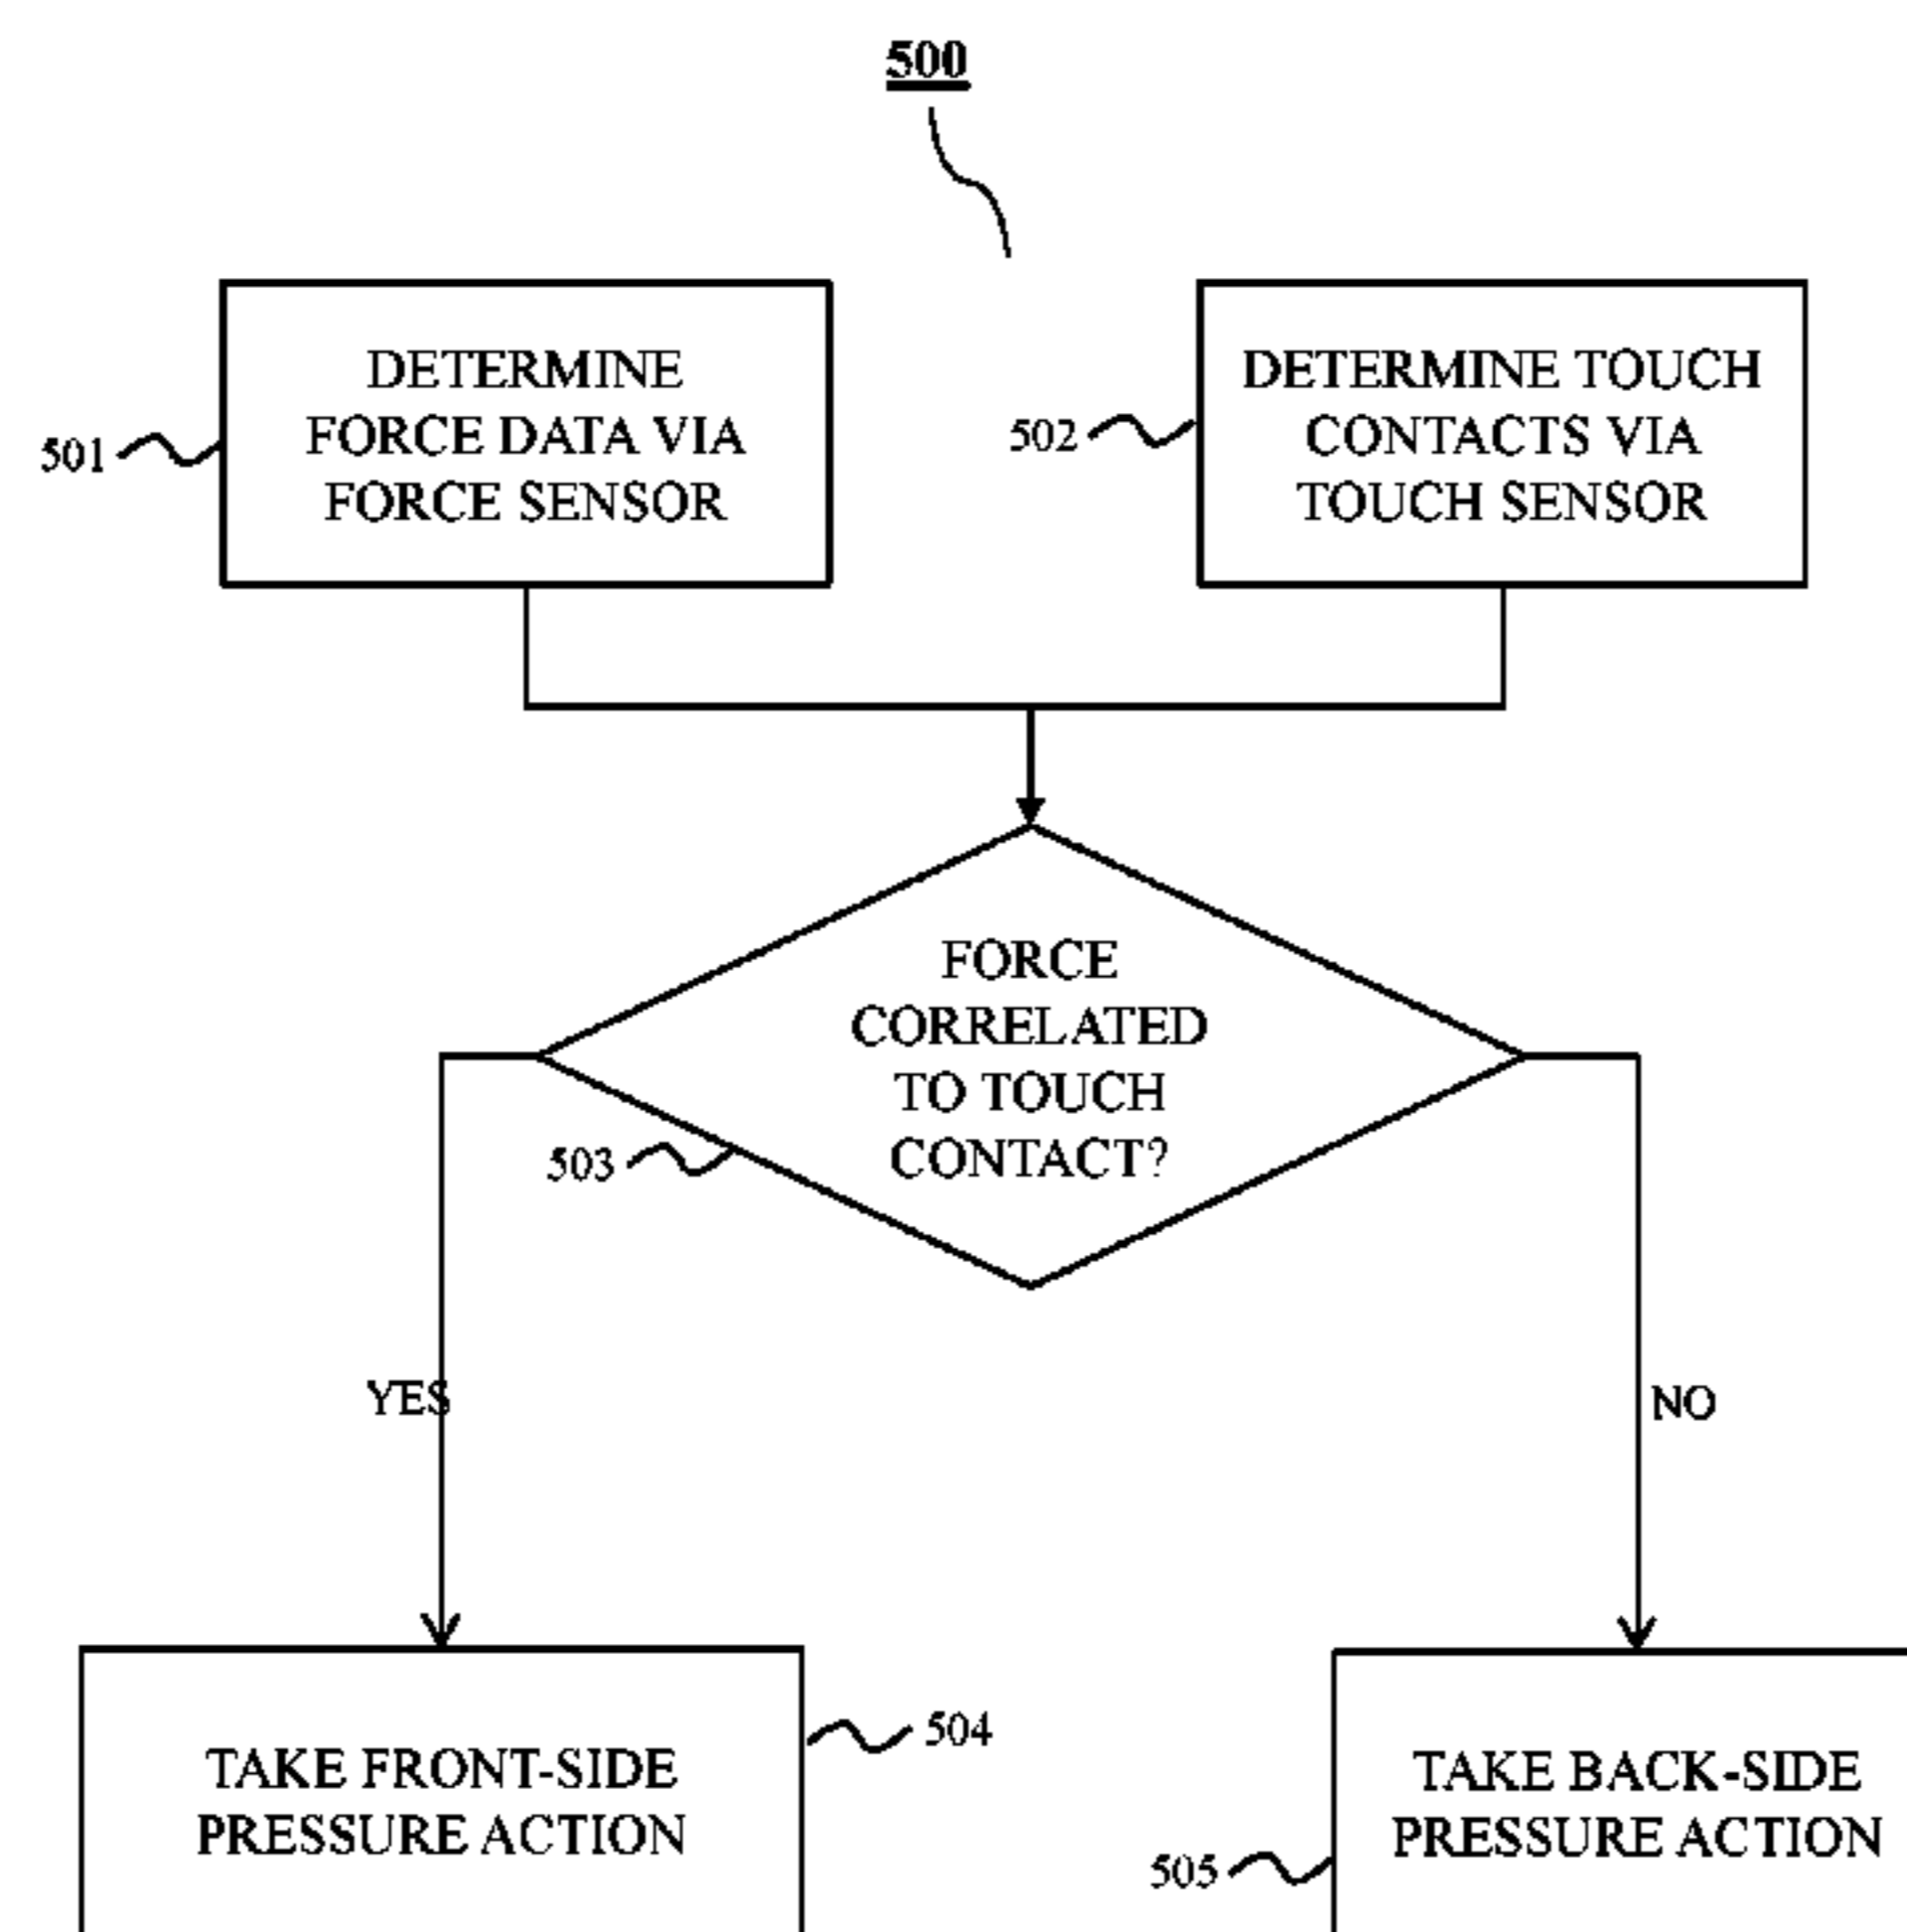 500
501
DETERMINE
FORCE DATA VIA
FORCE SENSOR
502
DETERMINE TOUCH
CONTACTS VIA
TOUCH SENSOR
FORCE
CORRELATED
TO TOUCH
CONTACT?
503
YES
NO
TAKE FRONT-SIDE
PRESSURE ACTION
504
TAKE BACK-SIDE
PRESSURE ACTION
505